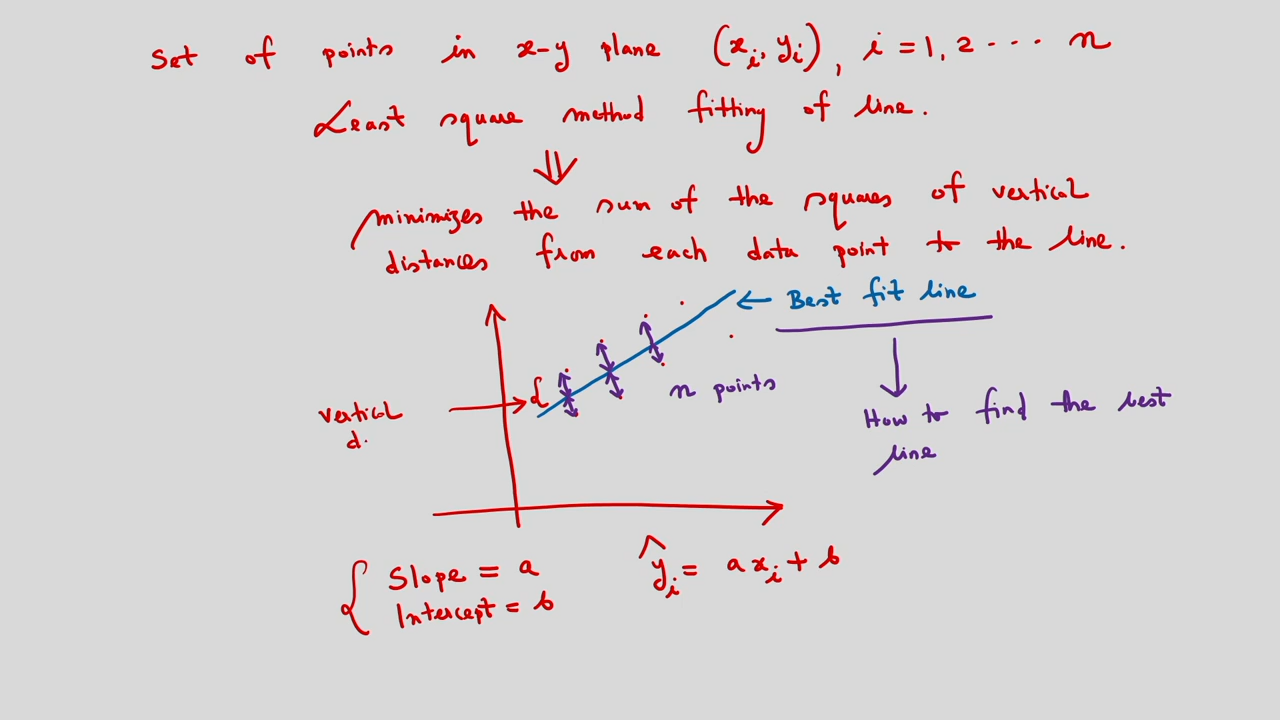 Set of points in x-y plane (xᵢ, yᵢ), i = 1, 2 ... n
Least square method fitting of line.
⇓
minimizes the sum of the squares of vertical
distances from each data point to the line.
← Best fit line
n points
vertical
d.
How to find the best
line
Slope = a
Intercept = b
ŷᵢ = axᵢ + b